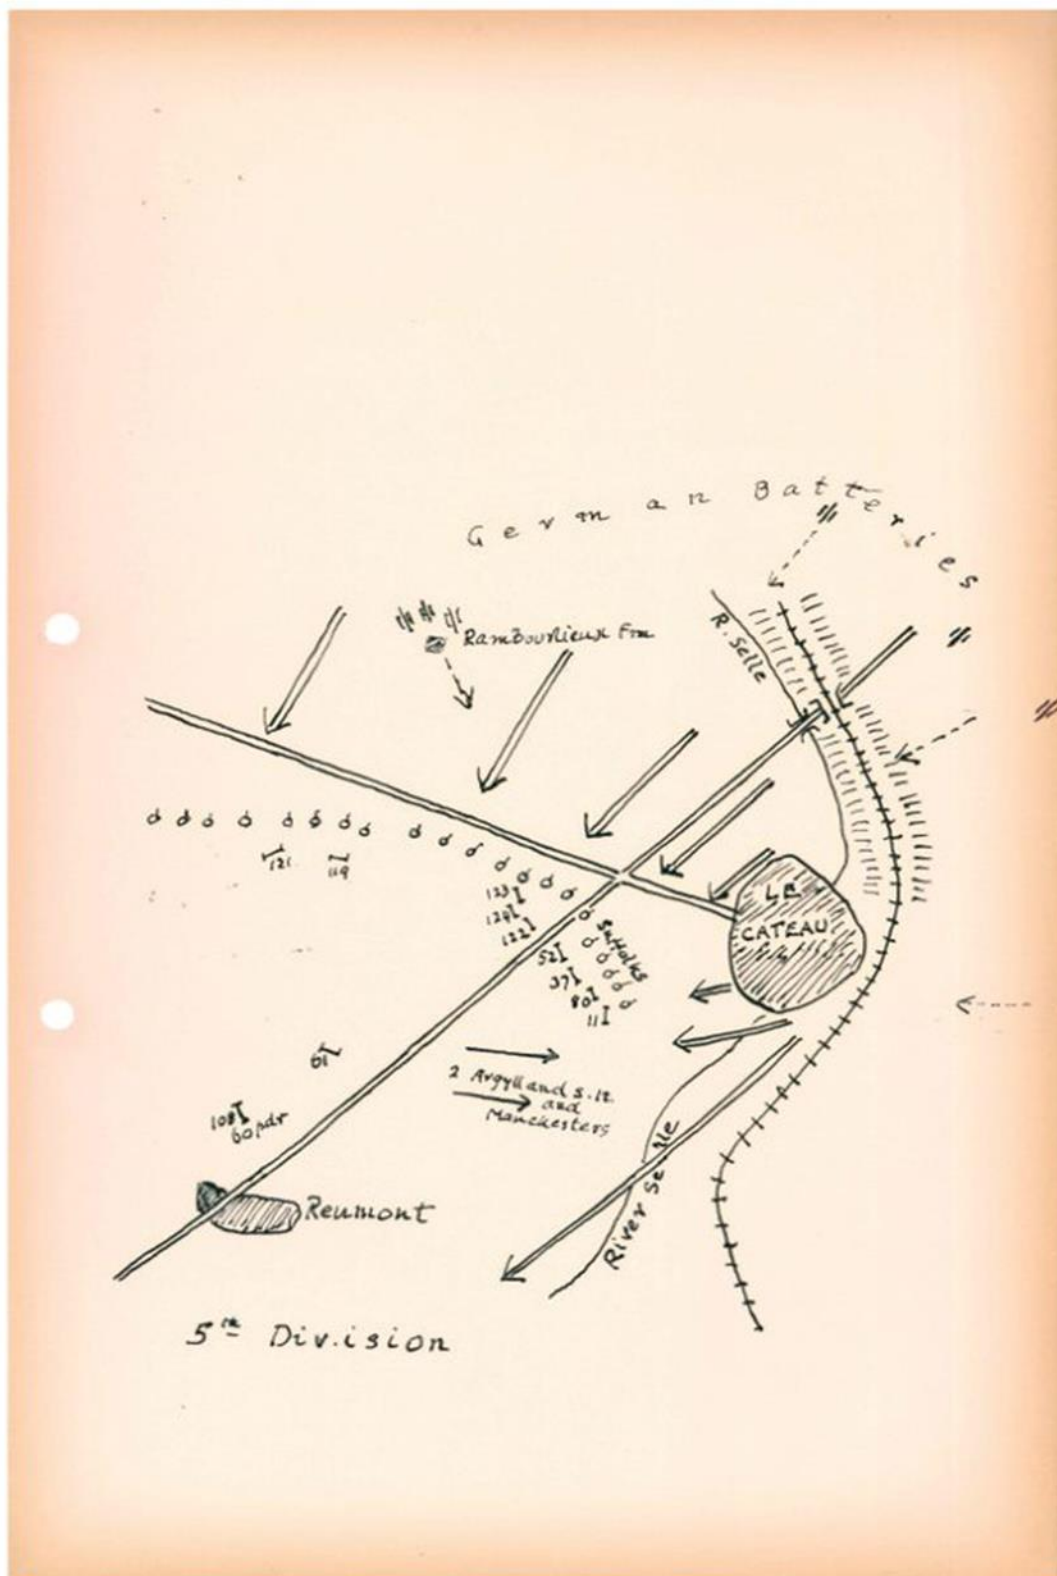 German Batteries
Rambourlieux Fm
R. Selle
121
119
123
124
122
Suffolks
52
37
80
11
LE
CATEAU
61
2 Argyll and S.H.
and
Manchesters
108
60 pdr
River Selle
Reumont
5th Division